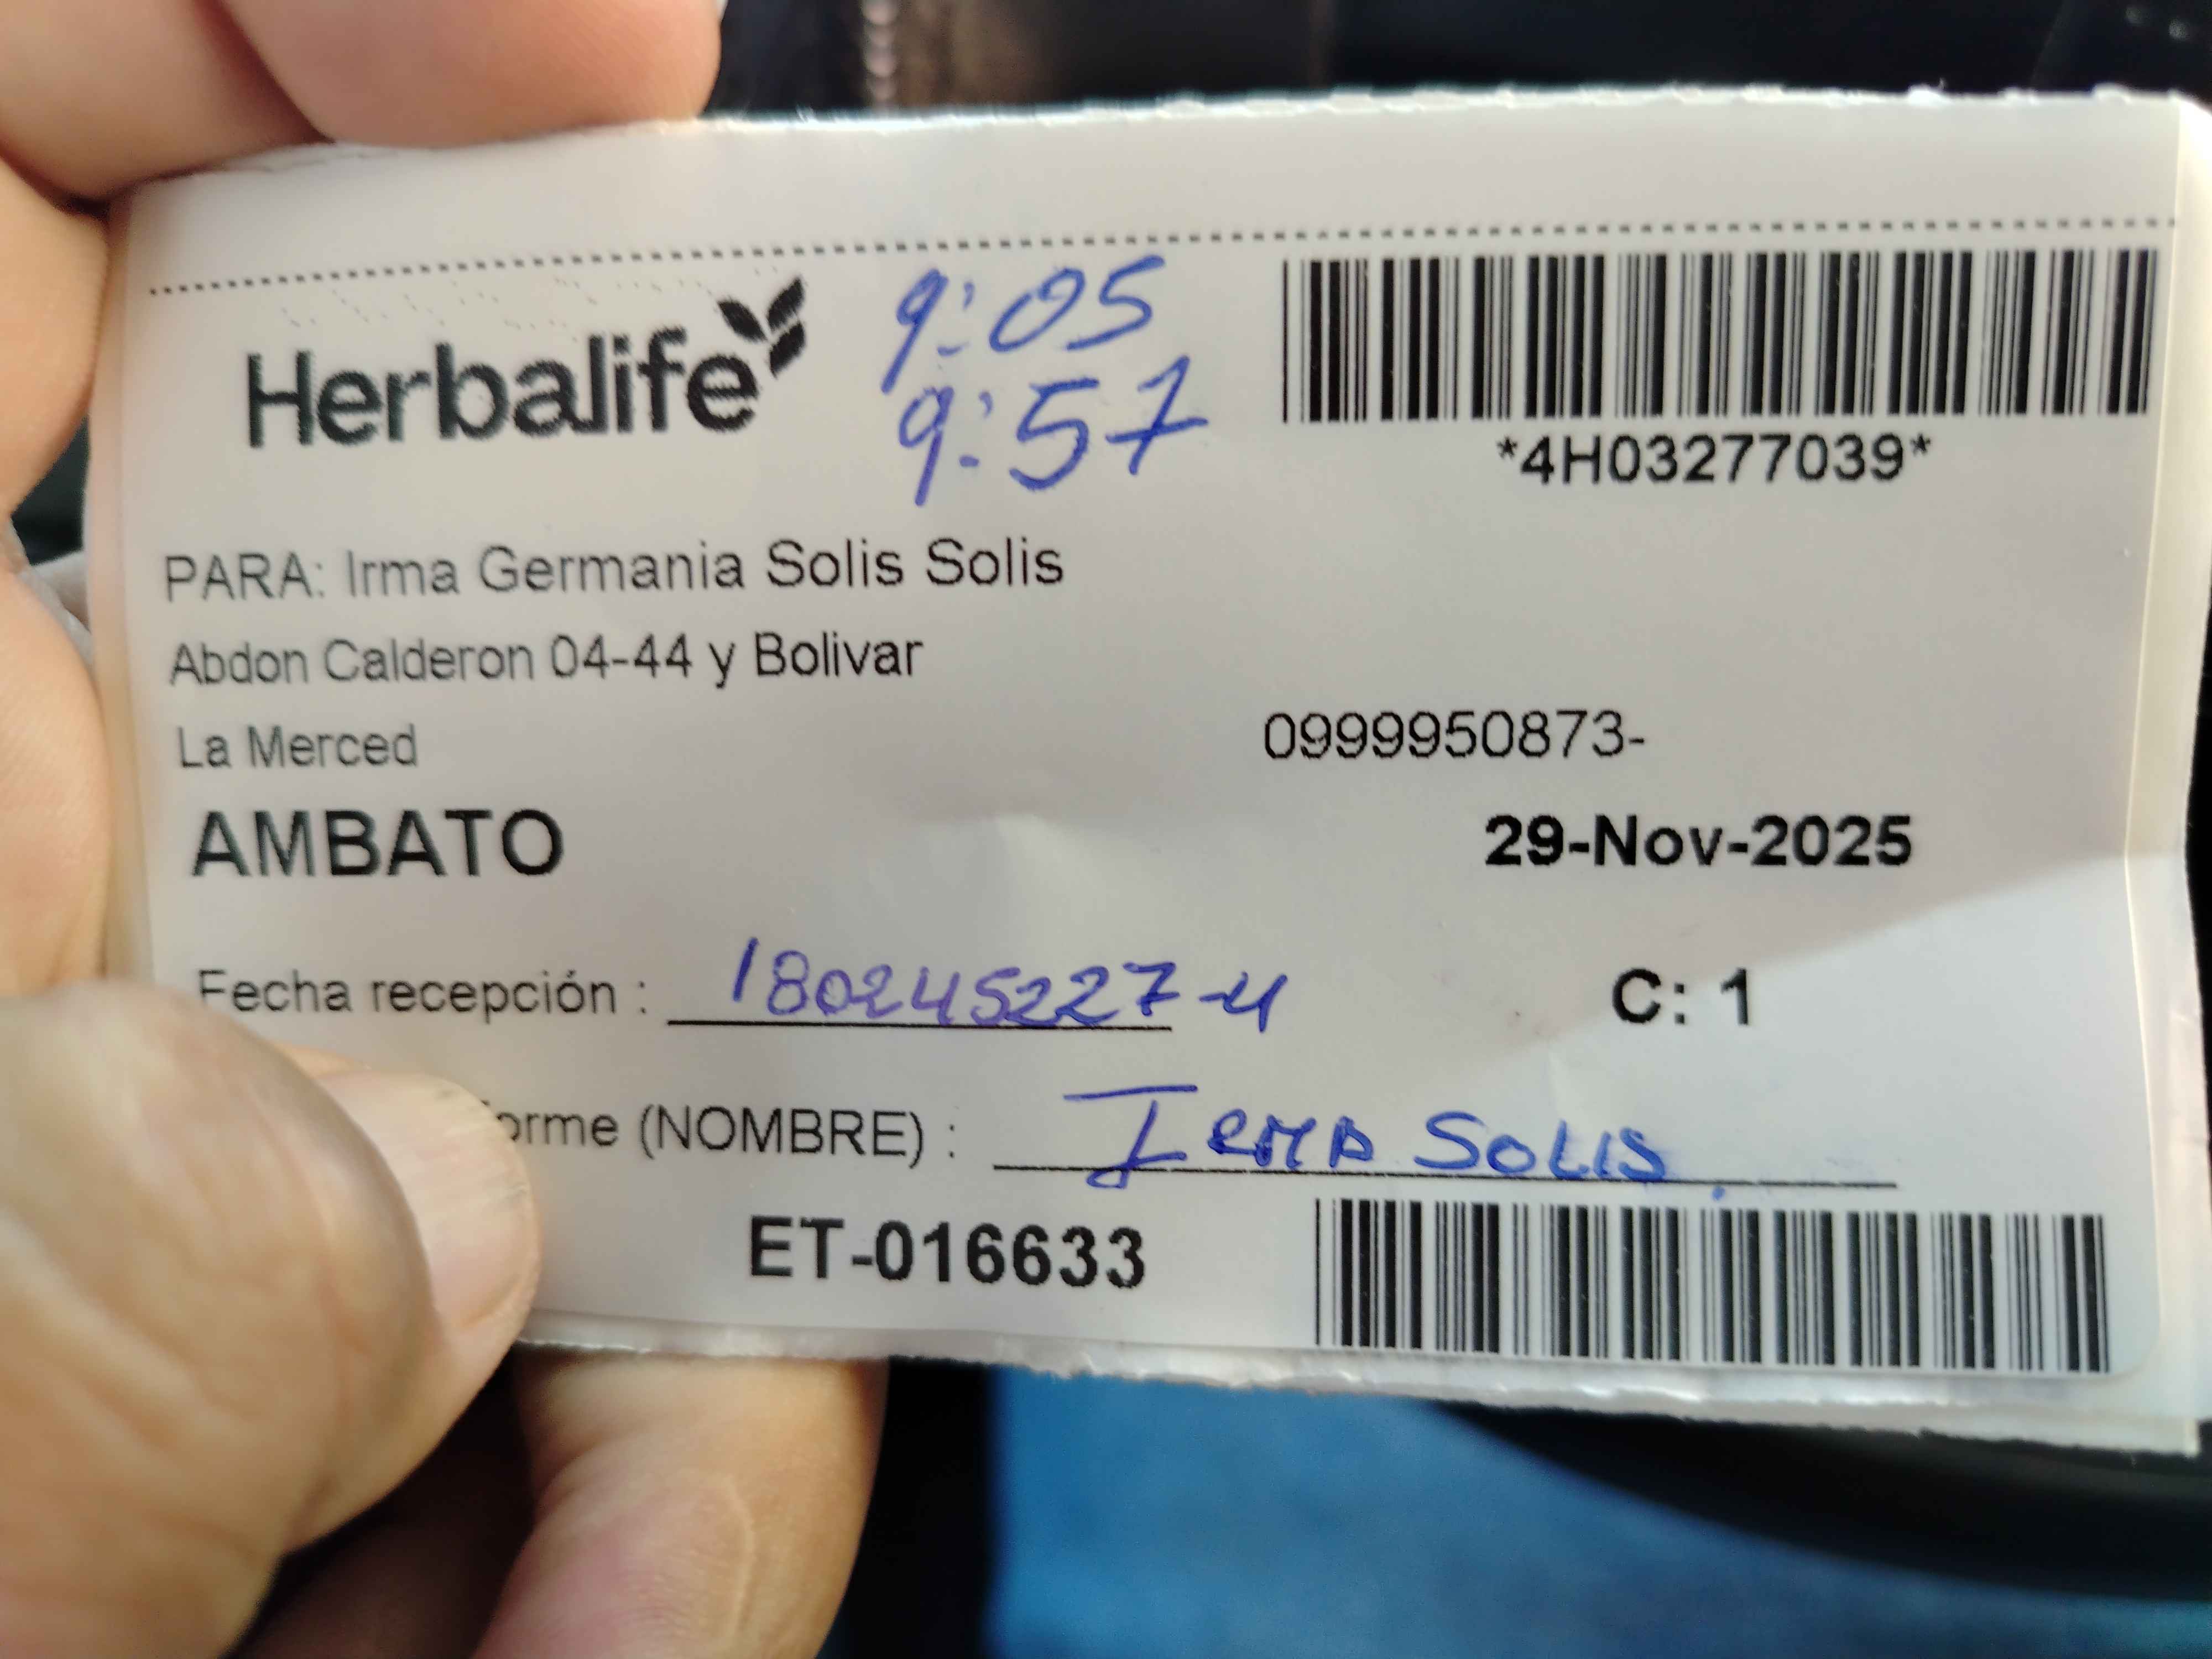 Herbalife
9:05
9:57
*4H03277039*
PARA: Irma Germania Solis Solis
Abdon Calderon 04-44 y Bolivar
La Merced 0999950873-
AMBATO 29-Nov-2025
Fecha recepción : 180245227-4 C: 1
orme (NOMBRE) : IRMA SOLIS.
ET-016633